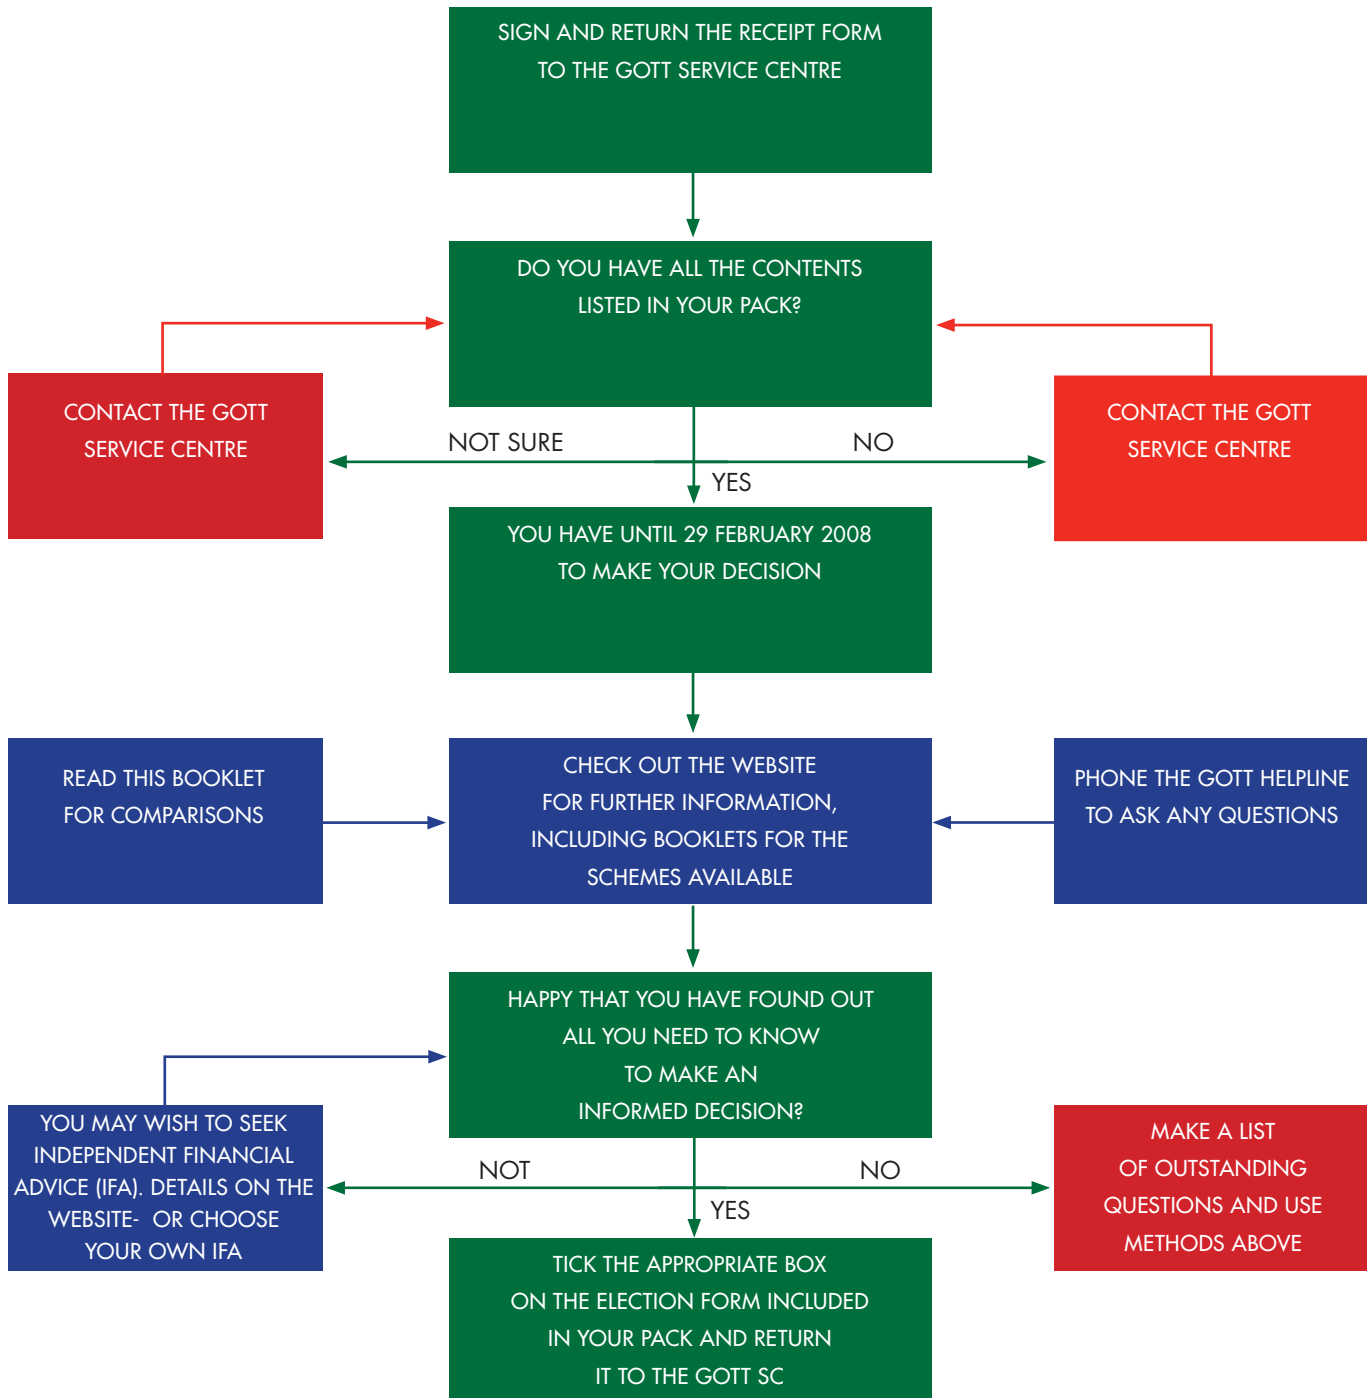 SIGN AND RETURN THE RECEIPT FORM
TO THE GOTT SERVICE CENTRE
DO YOU HAVE ALL THE CONTENTS
LISTED IN YOUR PACK?
CONTACT THE GOTT
SERVICE CENTRE
NOT SURE
NO
CONTACT THE GOTT
SERVICE CENTRE
YES
YOU HAVE UNTIL 29 FEBRUARY 2008
TO MAKE YOUR DECISION
READ THIS BOOKLET
FOR COMPARISONS
CHECK OUT THE WEBSITE
FOR FURTHER INFORMATION,
INCLUDING BOOKLETS FOR THE
SCHEMES AVAILABLE
PHONE THE GOTT HELPLINE
TO ASK ANY QUESTIONS
HAPPY THAT YOU HAVE FOUND OUT
ALL YOU NEED TO KNOW
TO MAKE AN
INFORMED DECISION?
YOU MAY WISH TO SEEK
INDEPENDENT FINANCIAL
ADVICE (IFA). DETAILS ON THE
WEBSITE- OR CHOOSE
YOUR OWN IFA
NOT
NO
MAKE A LIST
OF OUTSTANDING
QUESTIONS AND USE
METHODS ABOVE
YES
TICK THE APPROPRIATE BOX
ON THE ELECTION FORM INCLUDED
IN YOUR PACK AND RETURN
IT TO THE GOTT SC